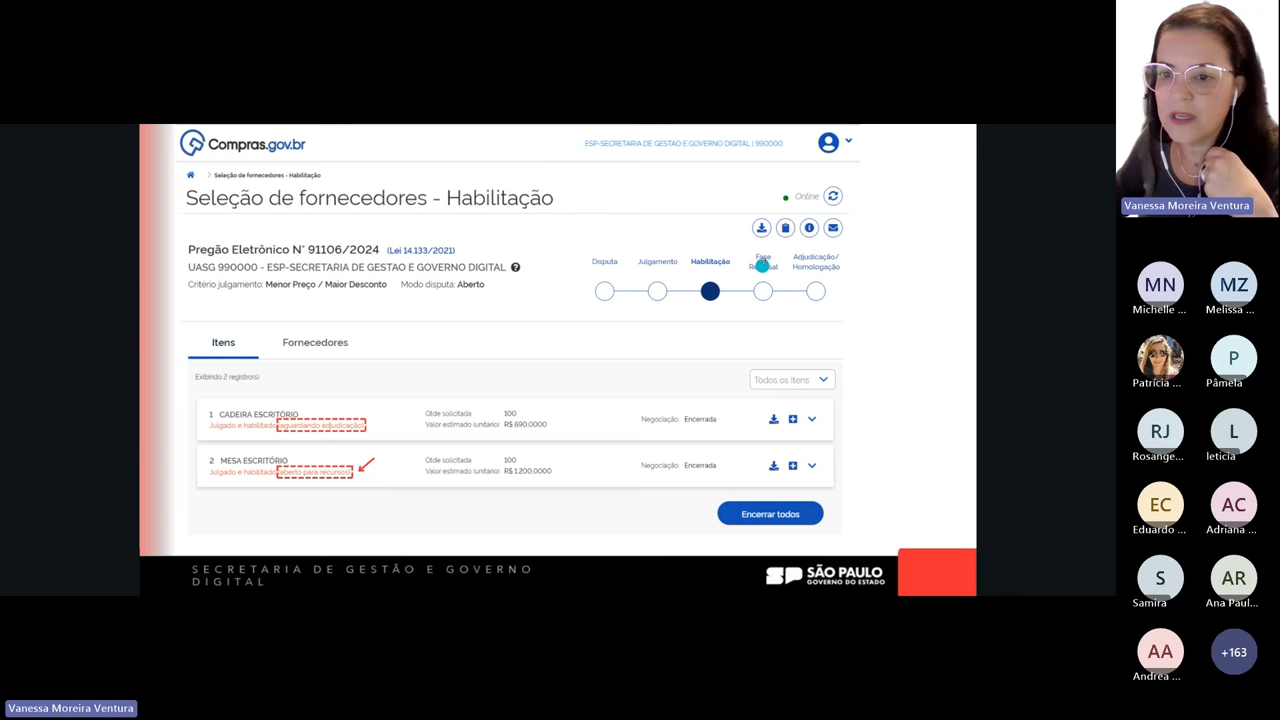 Compras.gov.br
ESP-SECRETARIA DE GESTAO E GOVERNO DIGITAL | 990000
Seleção de fornecedores - Habilitação
Seleção de fornecedores - Habilitação
Online
Pregão Eletrônico N° 91106/2024 (Lei 14.133/2021)
UASG 990000 - ESP-SECRETARIA DE GESTAO E GOVERNO DIGITAL
Critério julgamento: Menor Preço / Maior Desconto Modo disputa: Aberto
Disputa
Julgamento
Habilitação
Fase
Adjudicação/
Homologação
Itens
Fornecedores
Exibindo 2 registro(s)
Todos os Itens
1 CADEIRA ESCRITÓRIO
Julgado e habilitado (aguardando adjudicação)
Qtde solicitada 100
Valor estimado (unitário) R$ 690,0000
Negociação Encerrada
2 MESA ESCRITÓRIO
Julgado e habilitado (aberto para recursos)
Qtde solicitada 100
Valor estimado (unitário) R$ 1.200,0000
Negociação Encerrada
Encerrar todos
SECRETARIA DE GESTÃO E GOVERNO
DIGITAL
SP SÃO PAULO
GOVERNO DO ESTADO
Vanessa Moreira Ventura
MN
Michelle ...
MZ
Melissa ...
Patrícia ...
P
Pâmela
RJ
Rosange...
L
leticia
EC
Eduardo ...
AC
Adriana ...
S
Samira
AR
Ana Paul...
AA
Andrea ...
+163
Vanessa Moreira Ventura